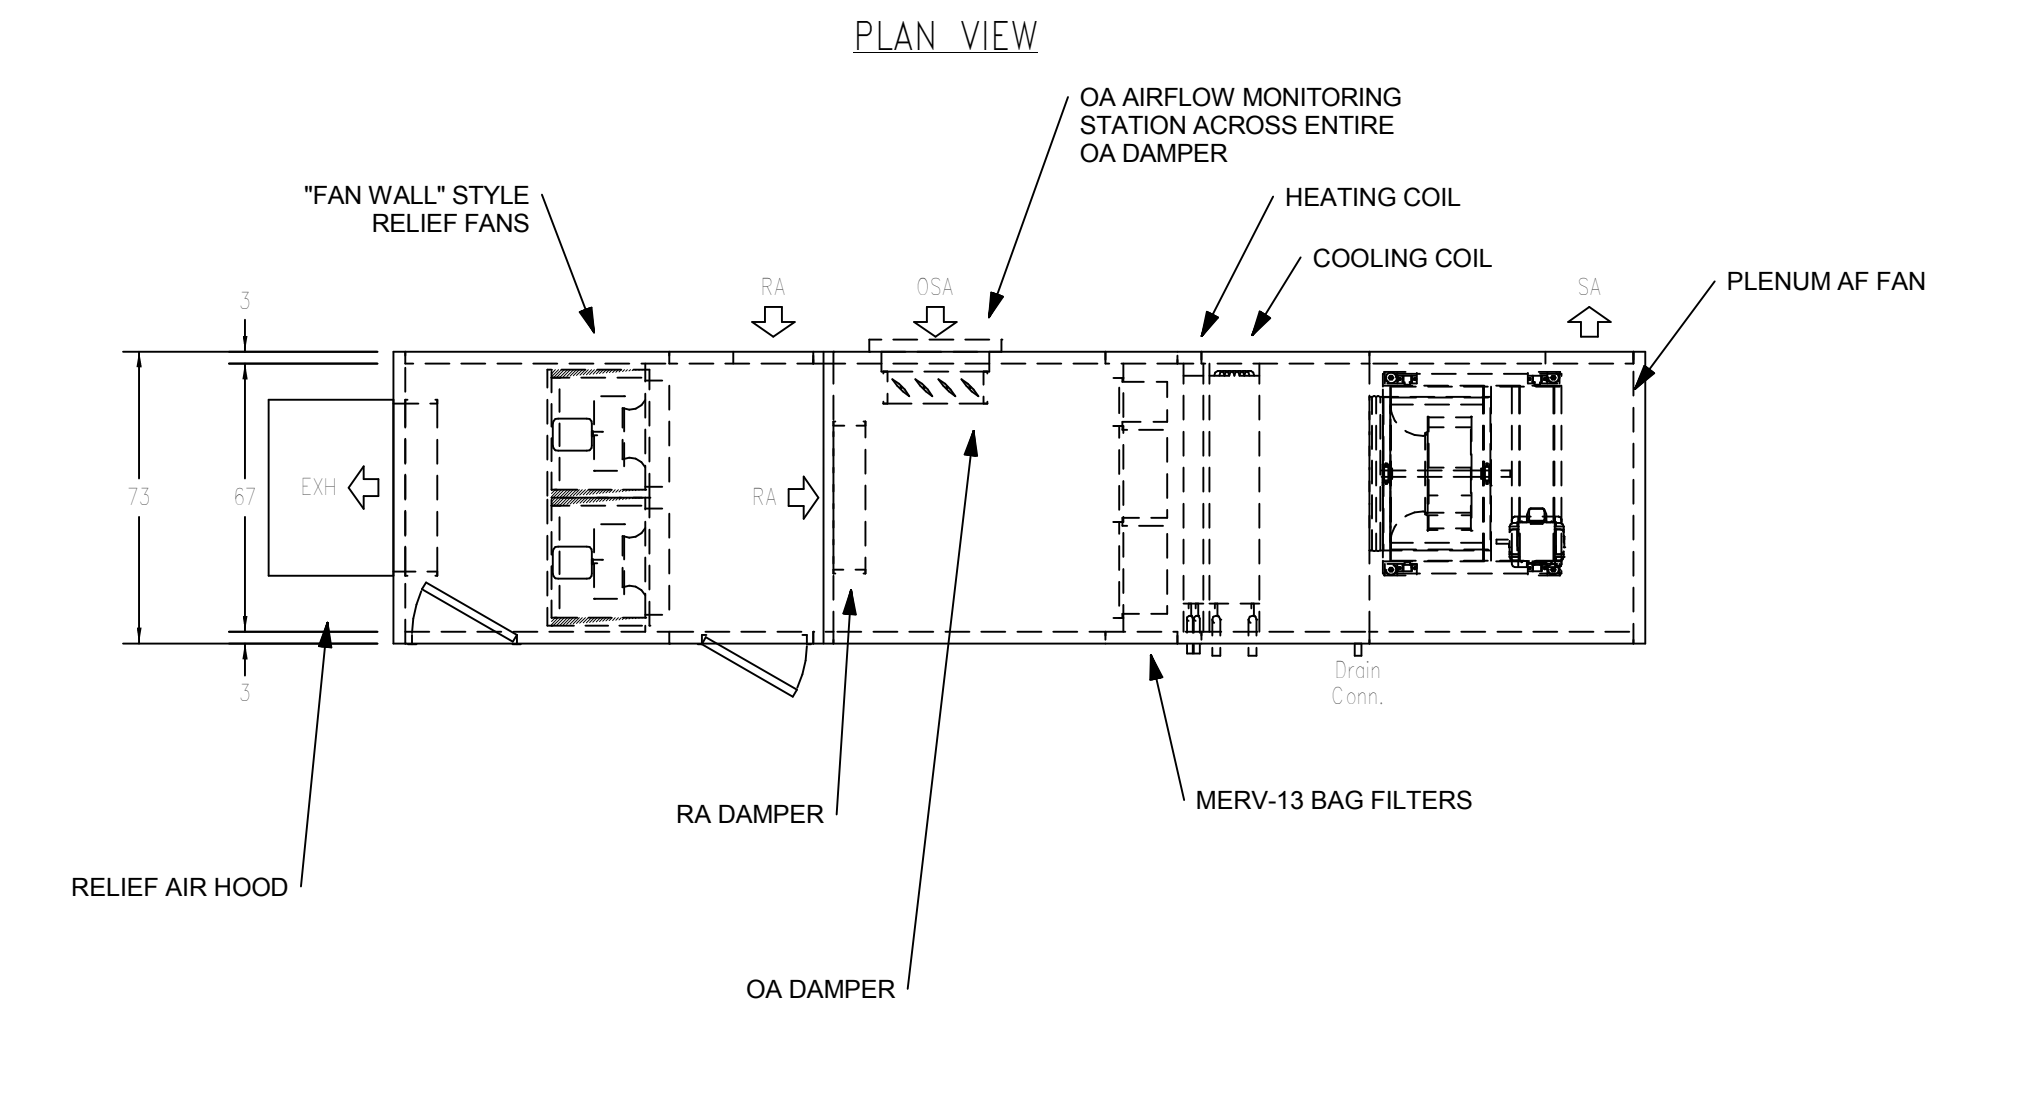 PLAN VIEW
OA AIRFLOW MONITORING
STATION ACROSS ENTIRE
OA DAMPER
"FAN WALL" STYLE
RELIEF FANS
HEATING COIL
COOLING COIL
PLENUM AF FAN
RA
OSA
SA
3
73
67
EXH
RA
3
Drain
Conn.
MERV-13 BAG FILTERS
RA DAMPER
RELIEF AIR HOOD
OA DAMPER